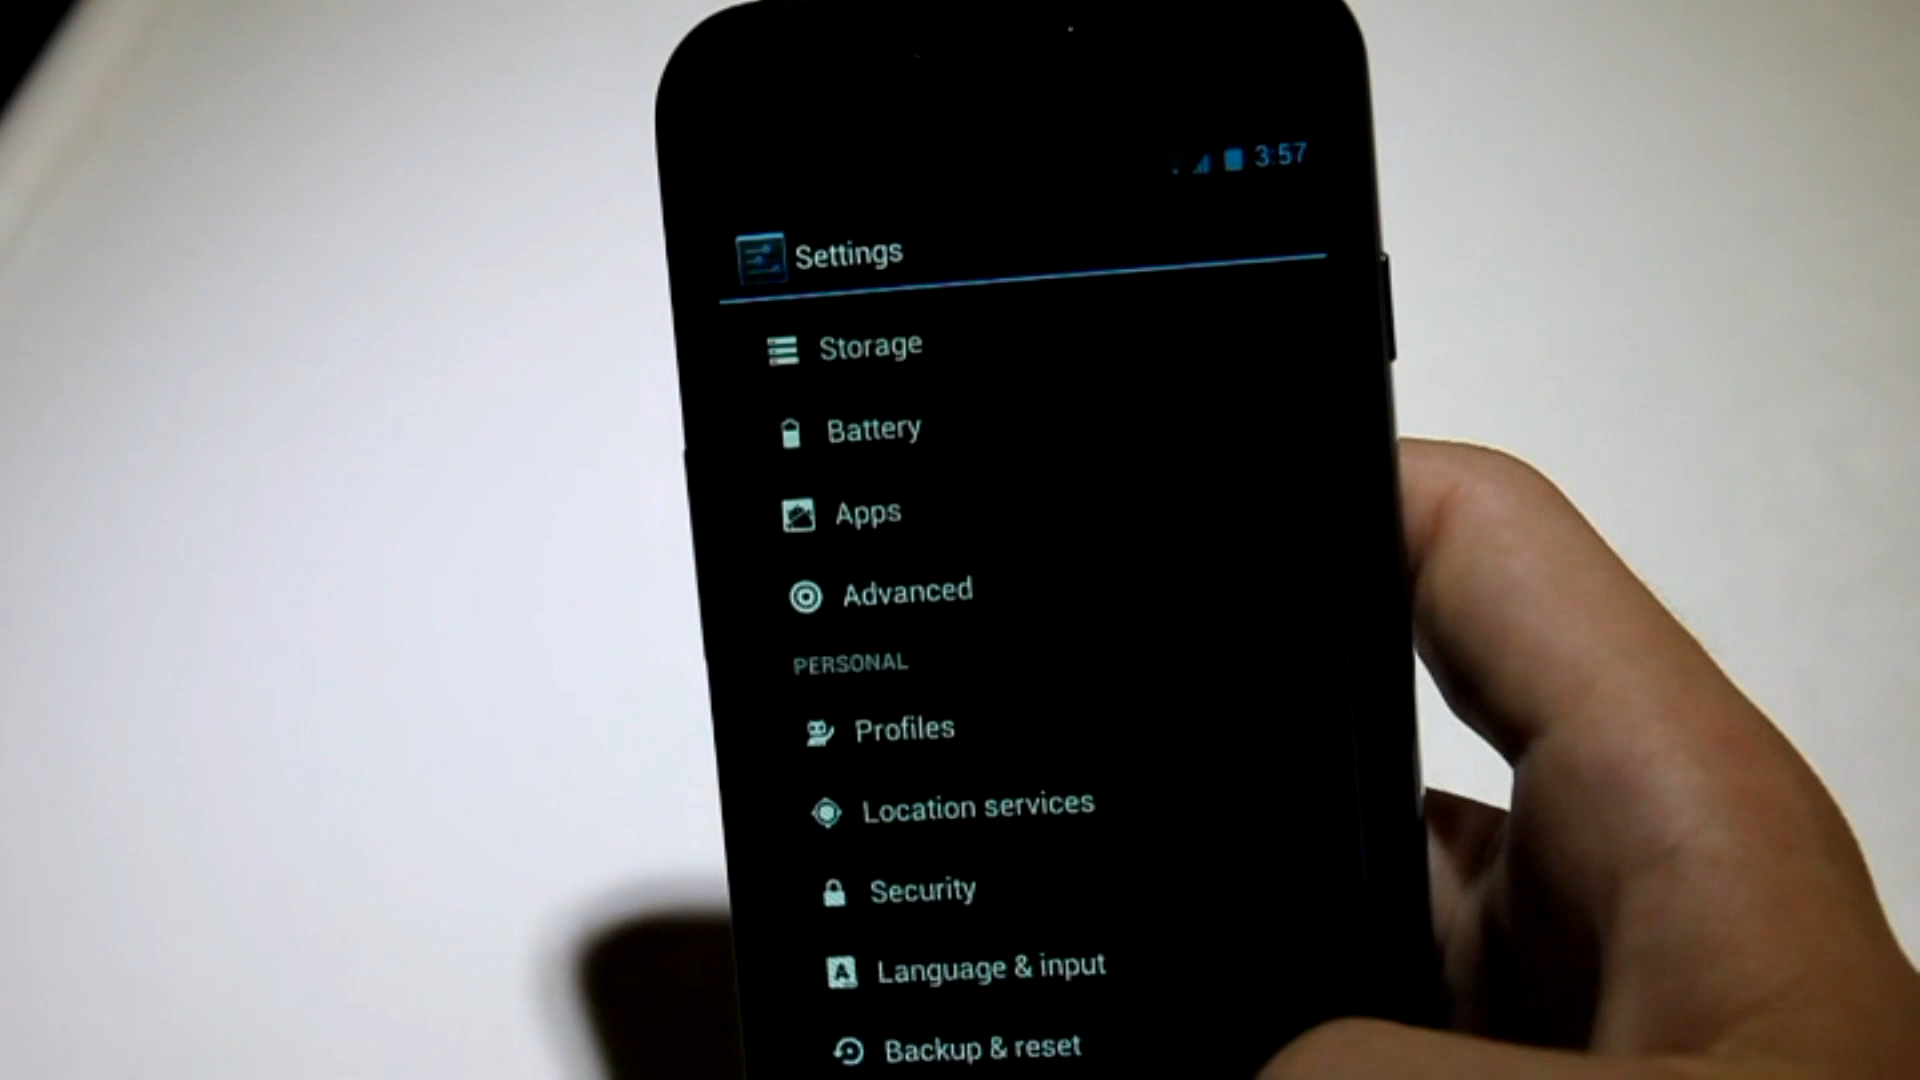 3:57
Settings
Storage
Battery
Apps
Advanced
PERSONAL
Profiles
Location services
Security
Language & input
Backup & reset